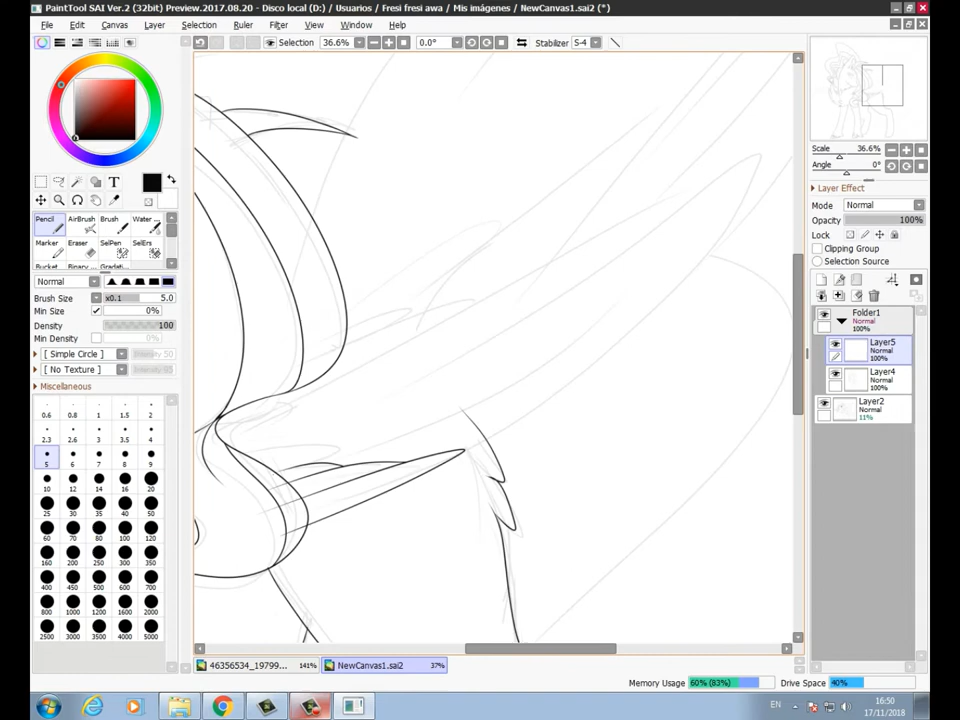 PaintTool SAI Ver.2 (32bit) Preview.2017.08.20 - Disco local (D:) / Usuarios / Fresi fresi awa / Mis imágenes / NewCanvas1.sai2 (*)
File Edit Canvas Layer Selection Ruler Filter View Window Help
Selection 36.6% 0.0° Stabilizer S-4
Scale 36.6%
Angle 0°
Layer Effect
Mode Normal
Opacity 100%
Lock
Clipping Group
Selection Source
T
Pencil AirBrush Brush Water ...
Marker Eraser SelPen SelErs
Bucket Binary ... Gradati...
Normal
Brush Size x0.1 5.0
Min Size 0%
Density 100
Min Density 0%
[ Simple Circle ] Intensity 50
[ No Texture ] Intensity 95
Miscellaneous
0.6 0.8 1 1.5 2
2.3 2.6 3 3.5 4
5 6 7 8 9
10 12 14 16 20
25 30 35 40 50
60 70 80 100 120
160 200 250 300 350
400 450 500 600 700
800 1000 1200 1600 2000
2500 3000 3500 4000 5000
Folder1
Normal
100%
Layer5
Normal
100%
Layer4
Normal
100%
Layer2
Normal
11%
46356534_19799... 141% NewCanvas1.sai2 37%
Memory Usage 60% (83%) Drive Space 40%
EN 16:50
17/11/2018